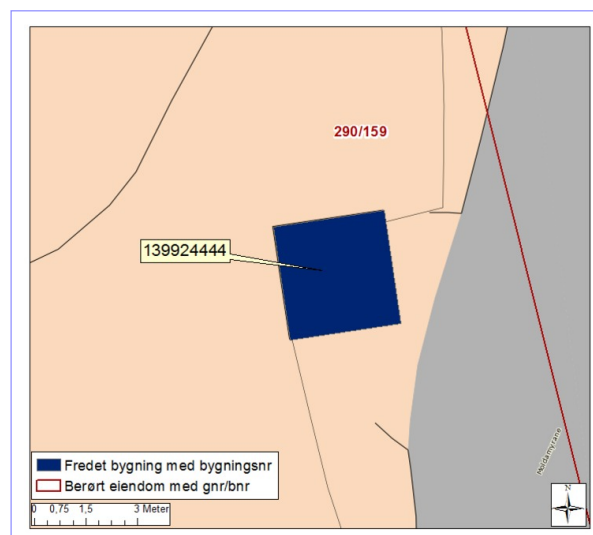 290/159
139924444
Holdamyrane
Fredet bygning med bygningsnr
Berørt eiendom med gnr/bnr
0 0,75 1,5 3 Meter
N